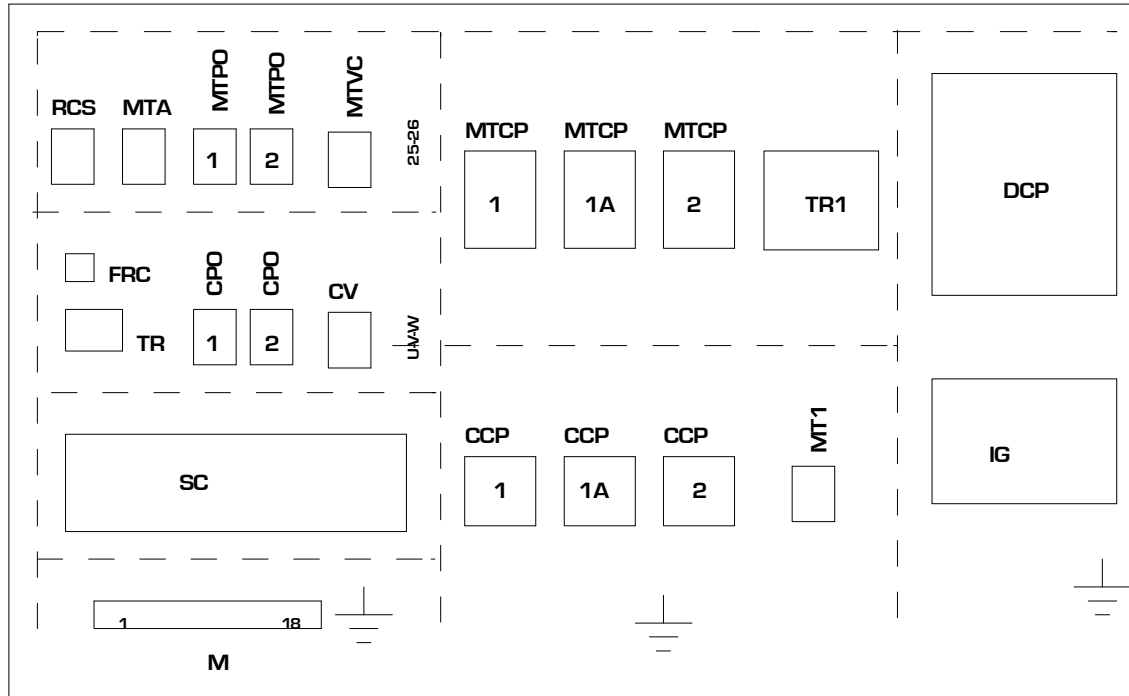 RCS MTA MTPO MTPO MTVC
1 2
25-26
MTCP MTCP MTCP
1 1A 2 TR1
DCP
FRC CPO CPO CV
TR 1 2
U-V-W
SC
CCP CCP CCP MT1
1 1A 2
IG
1 18
M